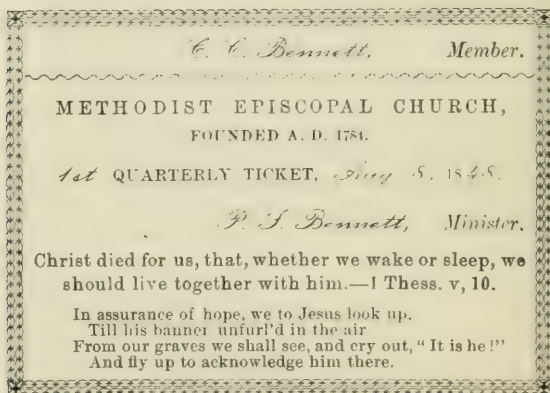 C. C. Bennett, Member.
METHODIST EPISCOPAL CHURCH,
FOUNDED A. D. 1784.
1st QUARTERLY TICKET, Aug 8. 1848.
P. S. Bennett, Minister.
Christ died for us, that, whether we wake or sleep, we
should live together with him.—1 Thess. v, 10.
In assurance of hope, we to Jesus look up.
Till his banner unfurl'd in the air
From our graves we shall see, and cry out, "It is he!"
And fly up to acknowledge him there.